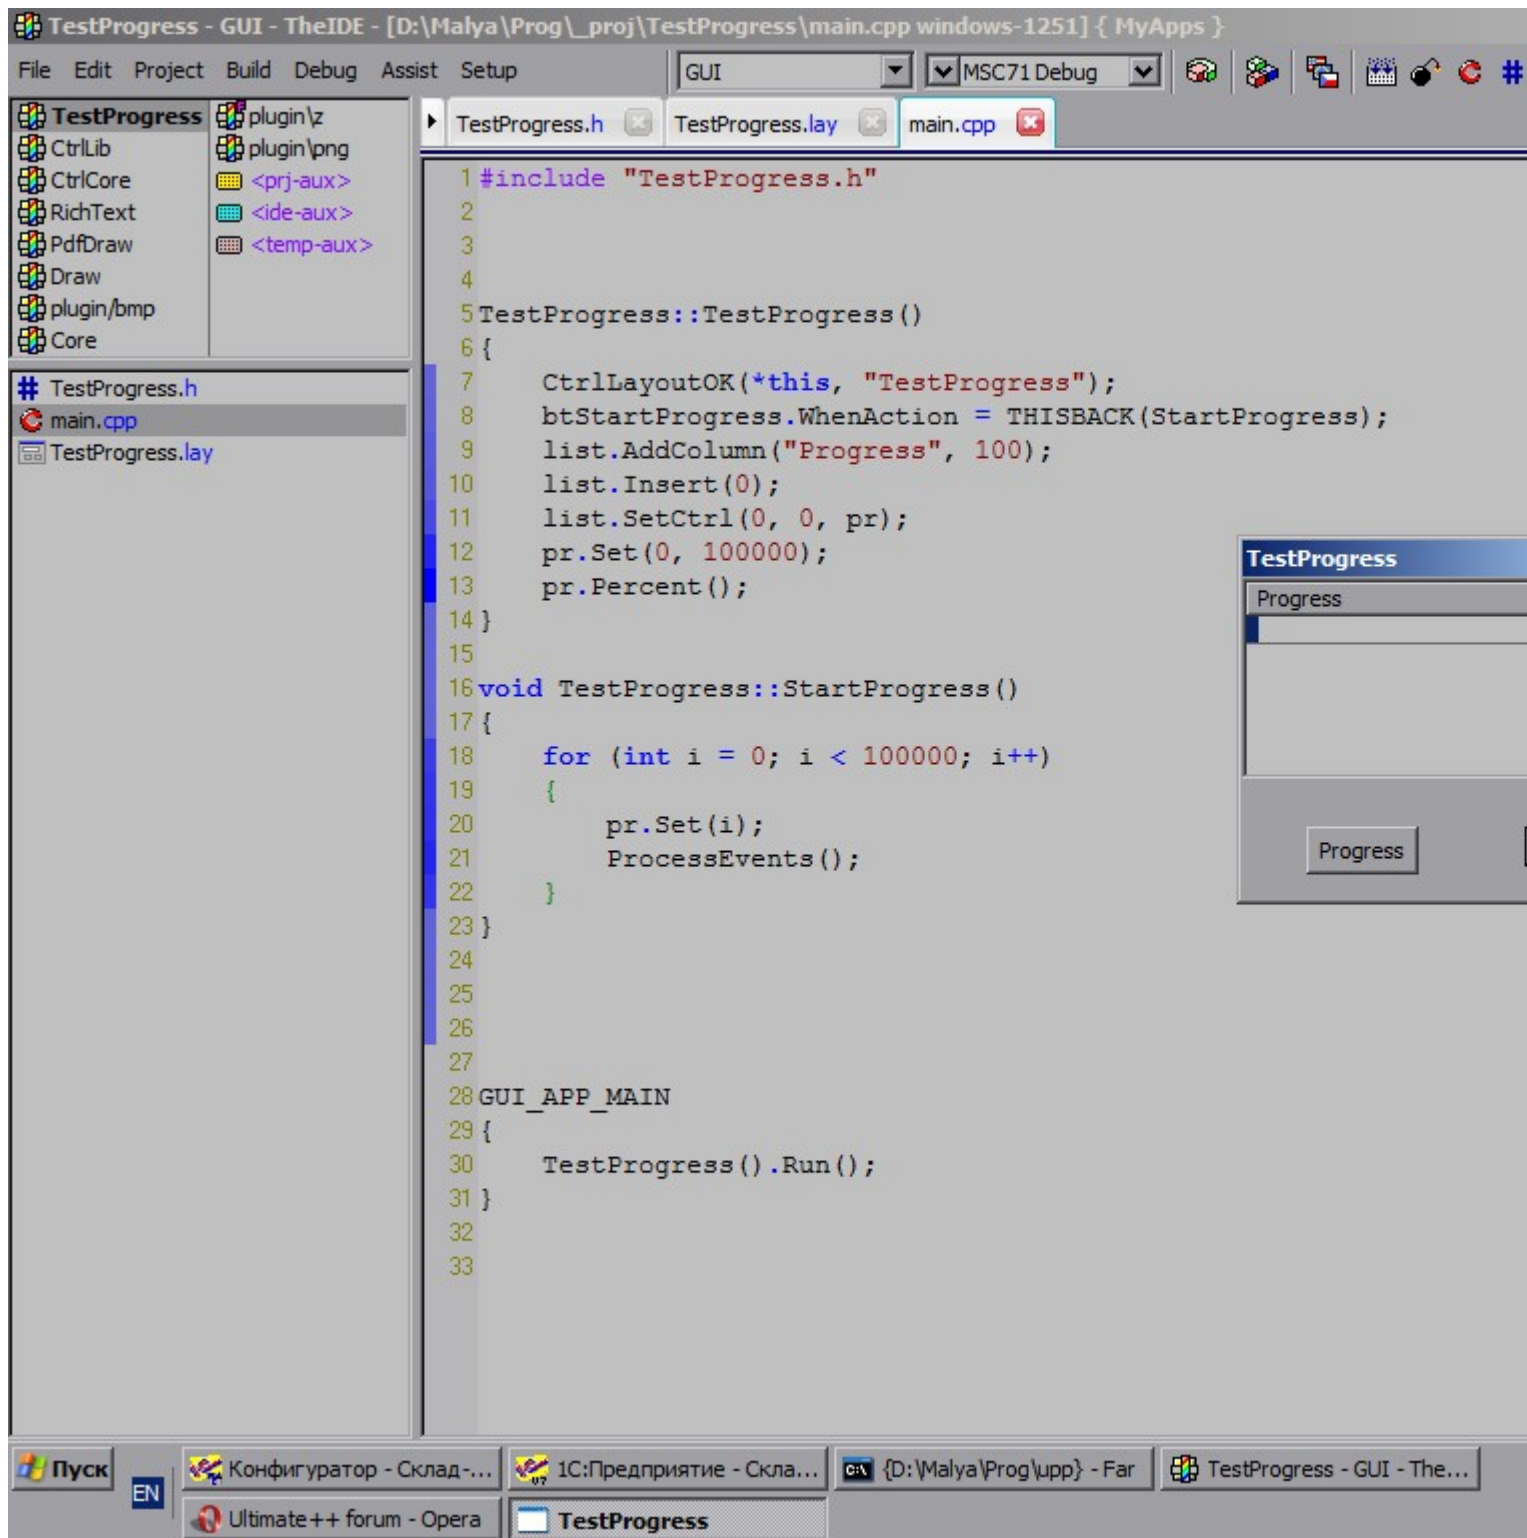 TestProgress - GUI - TheIDE - [D:\Malya\Prog\_proj\TestProgress\main.cpp windows-1251] { MyApps }
File Edit Project Build Debug Assist Setup GUI MSC71 Debug
TestProgress plugin\z
CtrlLib plugin\png
CtrlCore <prj-aux>
RichText <ide-aux>
PdfDraw <temp-aux>
Draw
plugin/bmp
Core
TestProgress.h
main.cpp
TestProgress.lay
TestProgress.h TestProgress.lay main.cpp
1 #include "TestProgress.h"
2
3
4
5 TestProgress::TestProgress()
6 {
7 CtrlLayoutOK(*this, "TestProgress");
8 btStartProgress.WhenAction = THISBACK(StartProgress);
9 list.AddColumn("Progress", 100);
10 list.Insert(0);
11 list.SetCtrl(0, 0, pr);
12 pr.Set(0, 100000);
13 pr.Percent();
14 }
15
16 void TestProgress::StartProgress()
17 {
18 for (int i = 0; i < 100000; i++)
19 {
20 pr.Set(i);
21 ProcessEvents();
22 }
23 }
24
25
26
27
28 GUI_APP_MAIN
29 {
30 TestProgress().Run();
31 }
32
33
TestProgress
Progress
Progress
Пуск EN Конфигуратор - Склад-... 1С:Предприятие - Скла... {D:\Malya\Prog\upp} - Far TestProgress - GUI - The...
Ultimate++ forum - Opera TestProgress